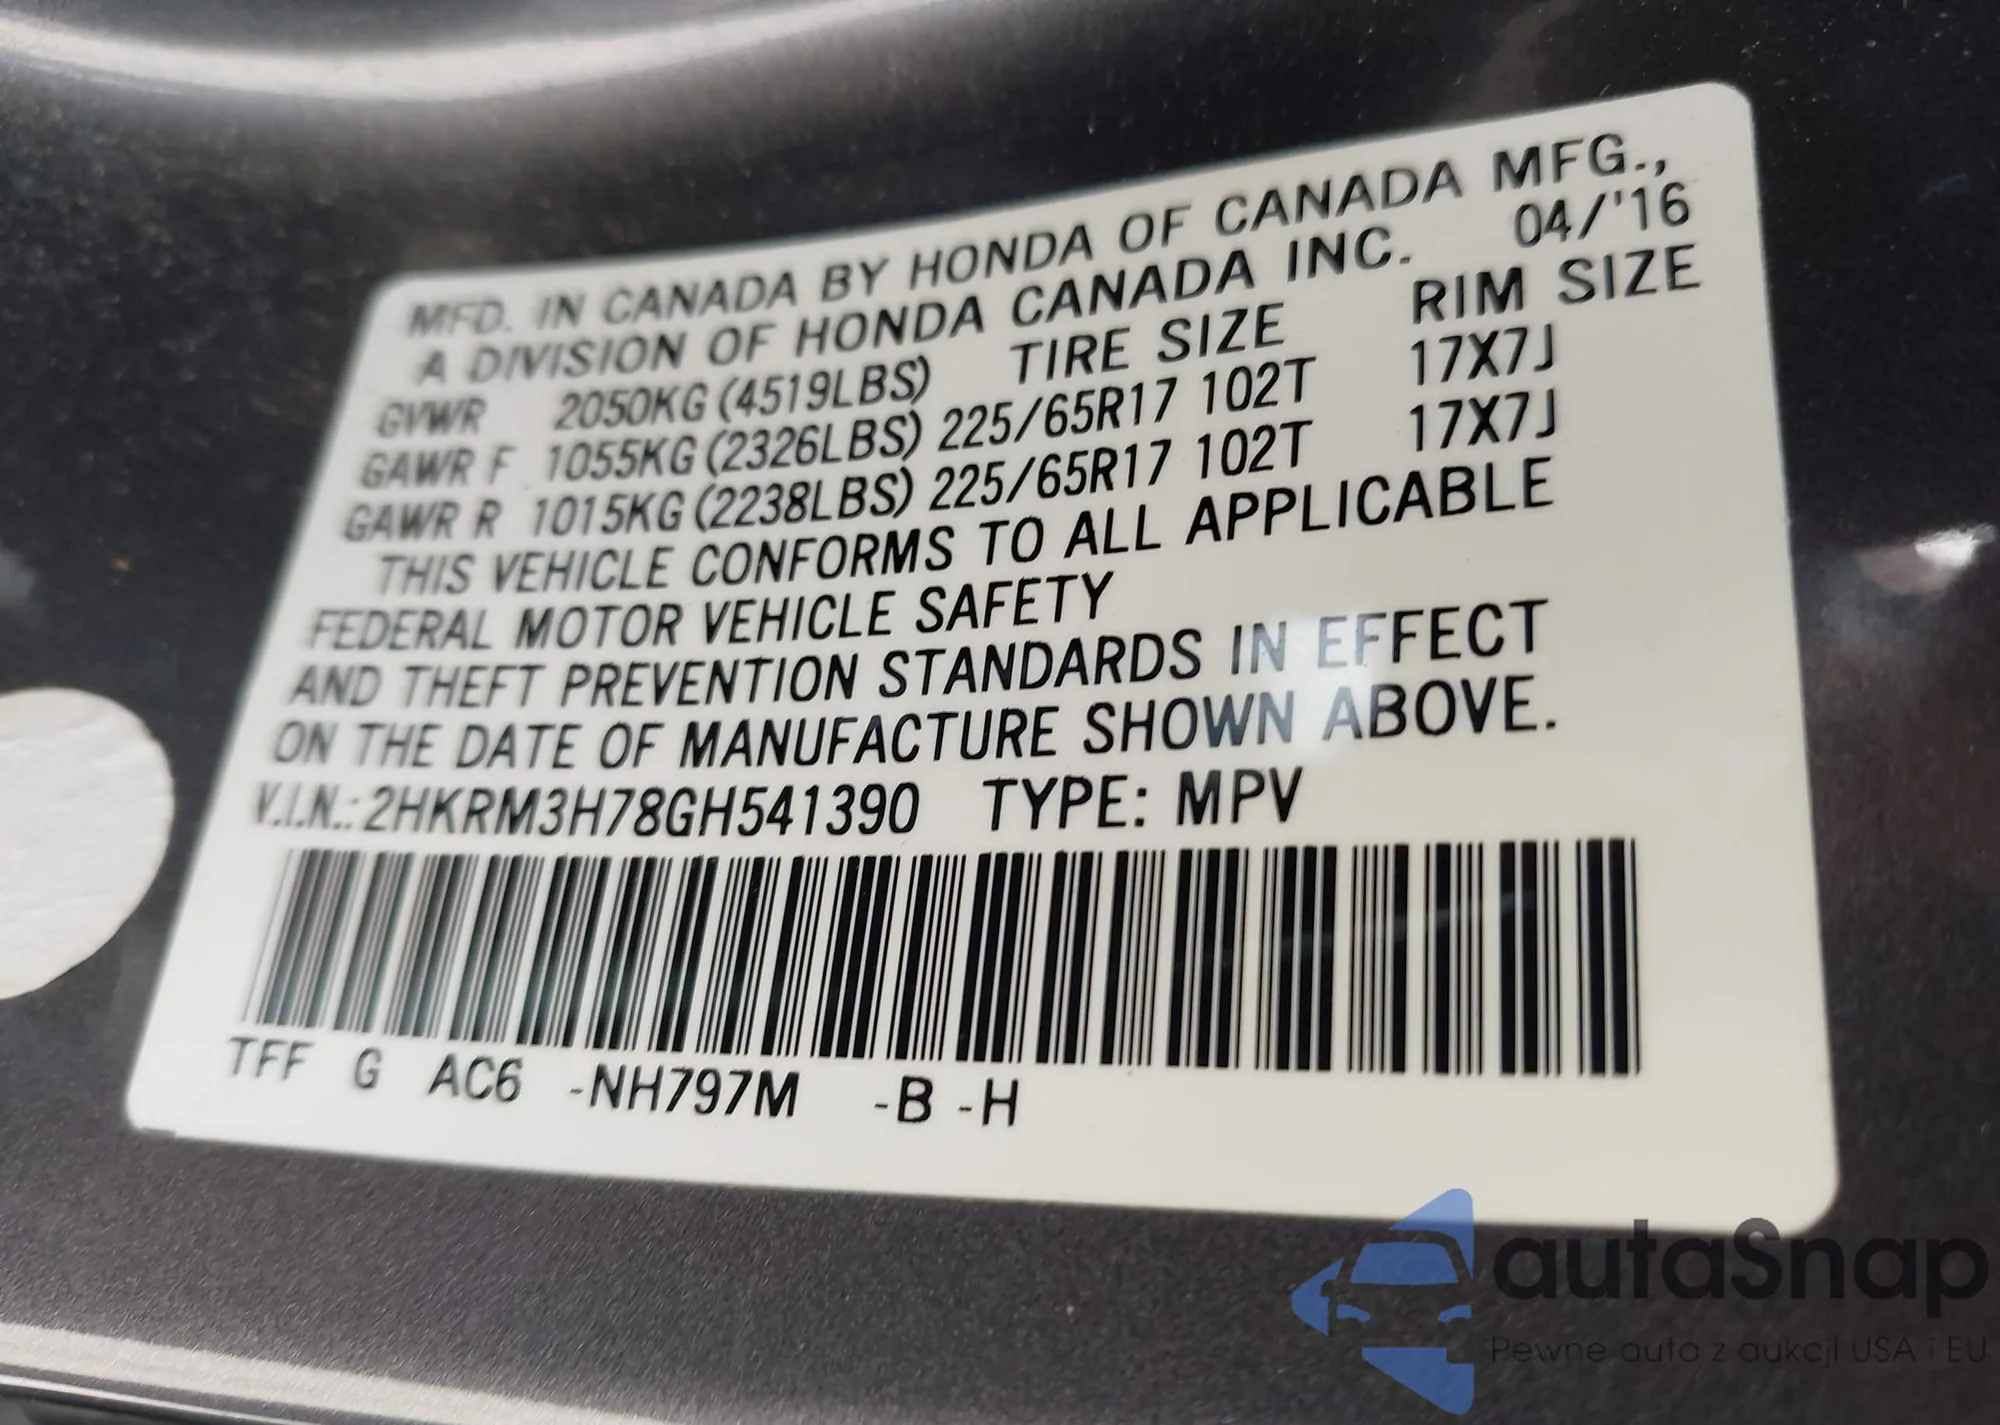 MFD. IN CANADA BY HONDA OF CANADA MFG.,
A DIVISION OF HONDA CANADA INC. 04/'16
GVWR 2050KG (4519LBS) TIRE SIZE RIM SIZE
GAWR F 1055KG (2326LBS) 225/65R17 102T 17X7J
GAWR R 1015KG (2238LBS) 225/65R17 102T 17X7J
THIS VEHICLE CONFORMS TO ALL APPLICABLE
FEDERAL MOTOR VEHICLE SAFETY
AND THEFT PREVENTION STANDARDS IN EFFECT
ON THE DATE OF MANUFACTURE SHOWN ABOVE.
V.I.N.: 2HKRM3H78GH541390 TYPE: MPV
TFF G AC6 -NH797M -B -H
autaSnap
Pewne auta z aukcji USA i EU